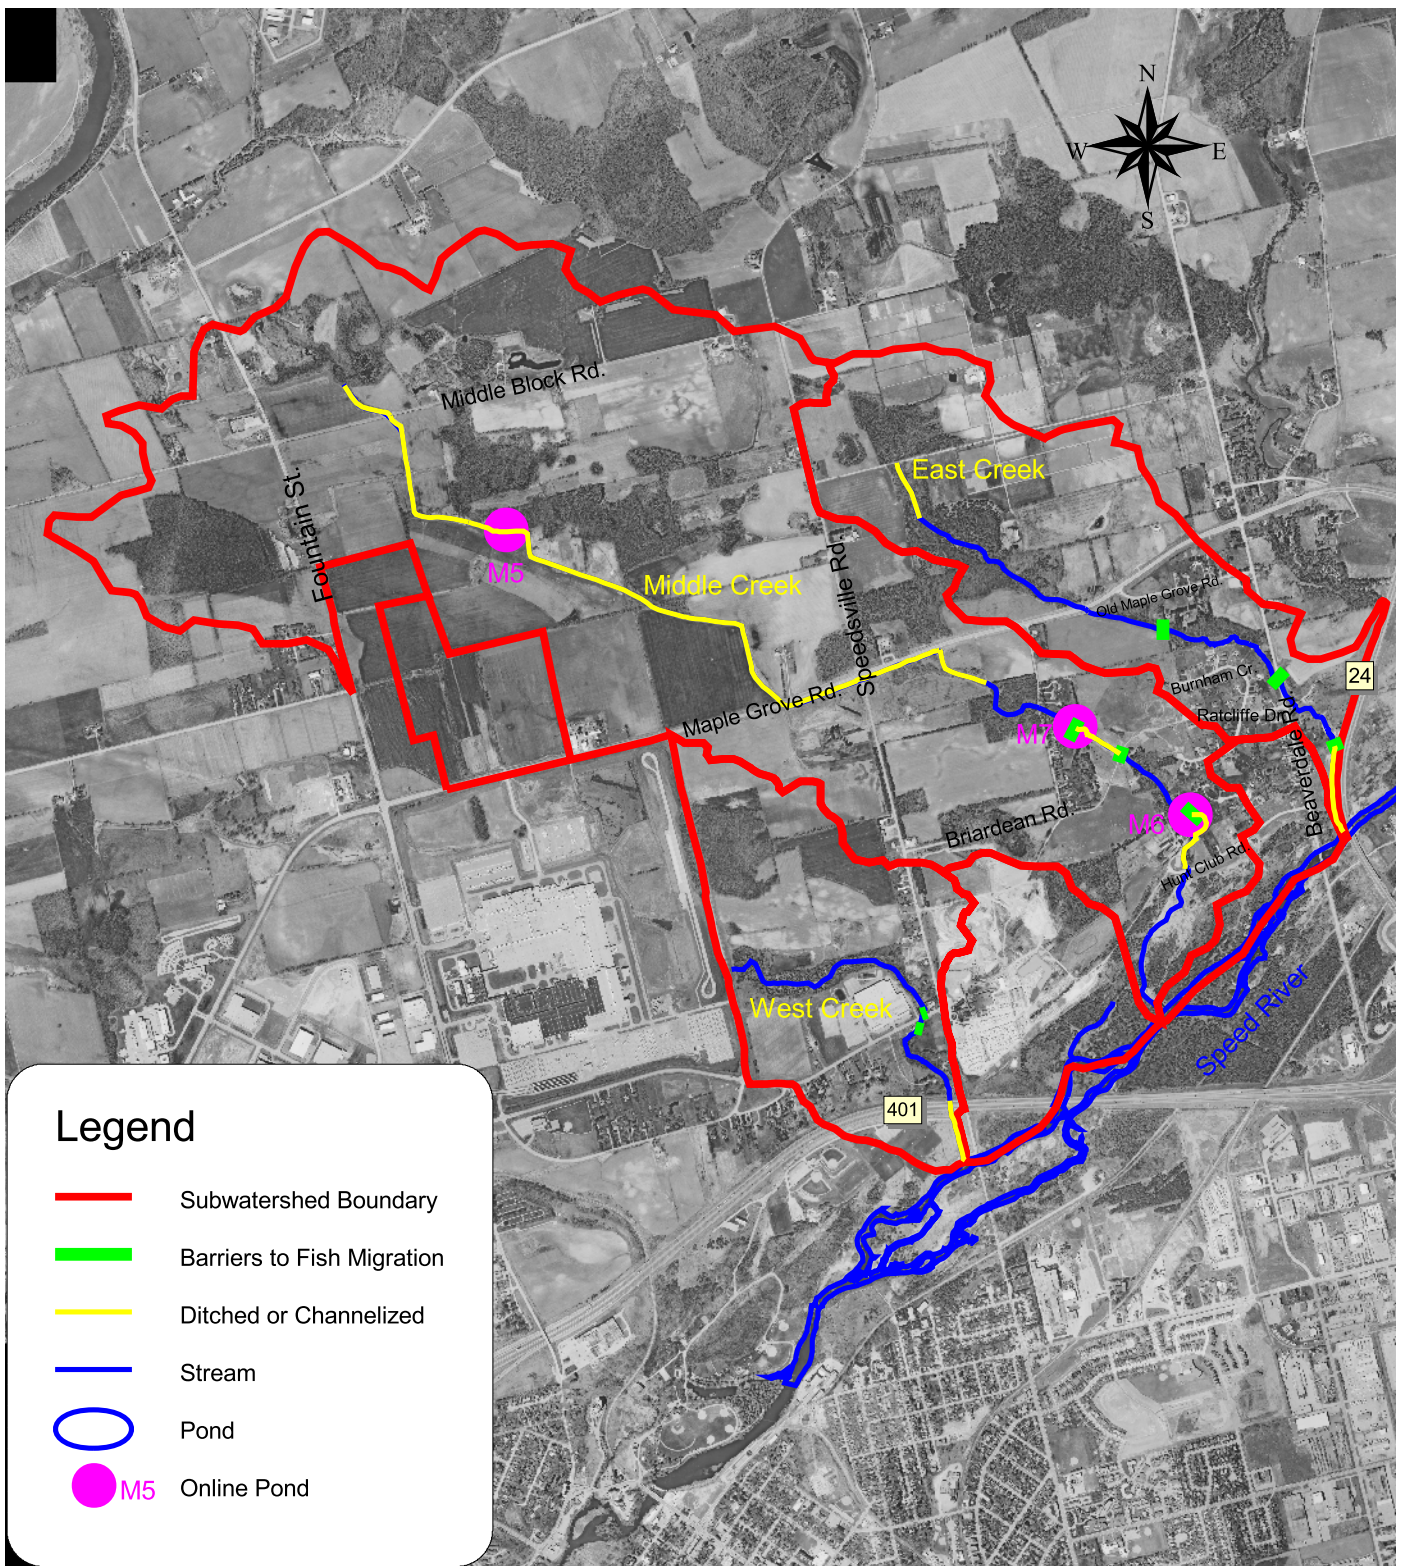 N
W
E
S
Middle Block Rd.
East Creek
Fountain St.
M5
Middle Creek
Speedsville Rd.
Old Maple Grove Rd.
24
Burnham Cr.
Ratcliffe Dr.
Maple Grove Rd.
M7
Beaverdale Rd.
M6
Briardean Rd.
Hunt Club Rd.
West Creek
Speed River
401
Legend
Subwatershed Boundary
Barriers to Fish Migration
Ditched or Channelized
Stream
Pond
M5 Online Pond